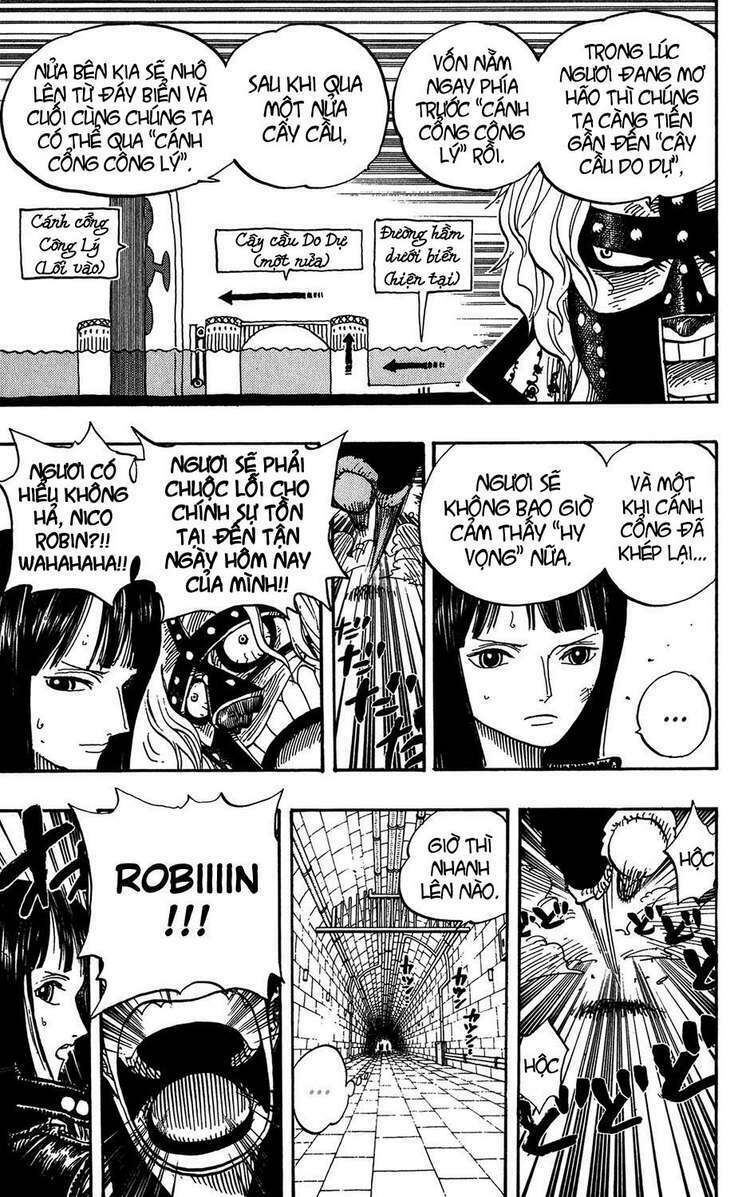 TRONG LÚC
NGƯƠI ĐANG MƠ
HÃO THÌ CHÚNG
TA CÀNG TIẾN
GẦN ĐẾN “CÂY
CẦU DO DỰ”,
VỐN NẰM
NGAY PHÍA
TRƯỚC “CÁNH
CỔNG CÔNG
LÝ” RỒI.
SAU KHI QUA
MỘT NỬA
CÂY CẦU,
NỬA BÊN KIA SẼ NHÔ
LÊN TỪ ĐÁY BIỂN VÀ
CUỐI CÙNG CHÚNG TA
CÓ THỂ QUA “CÁNH
CỔNG CÔNG LÝ”.
Đường hầm
dưới biển
(hiện tại)
Cây cầu Do Dự
(một nửa)
Cánh cổng
Công Lý
(Lối vào)
VÀ MỘT
KHI CÁNH
CỔNG ĐÃ
KHÉP LẠI...
NGƯƠI SẼ
KHÔNG BAO GIỜ
CẢM THẤY “HY
VỌNG” NỮA.
...
ダダダダ
NGƯƠI SẼ PHẢI
CHUỘC LỖI CHO
CHÍNH SỰ TỒN
TẠI ĐẾN TẬN
NGÀY HÔM NAY
CỦA MÌNH!!
NGƯƠI CÓ
HIỂU KHÔNG
HẢ, NICO
ROBIN?!!
WAHAHAHA!!
HỘC
HỘC
GIỜ THÌ
NHANH
LÊN NÀO.
...
ROBIIIIN
!!!